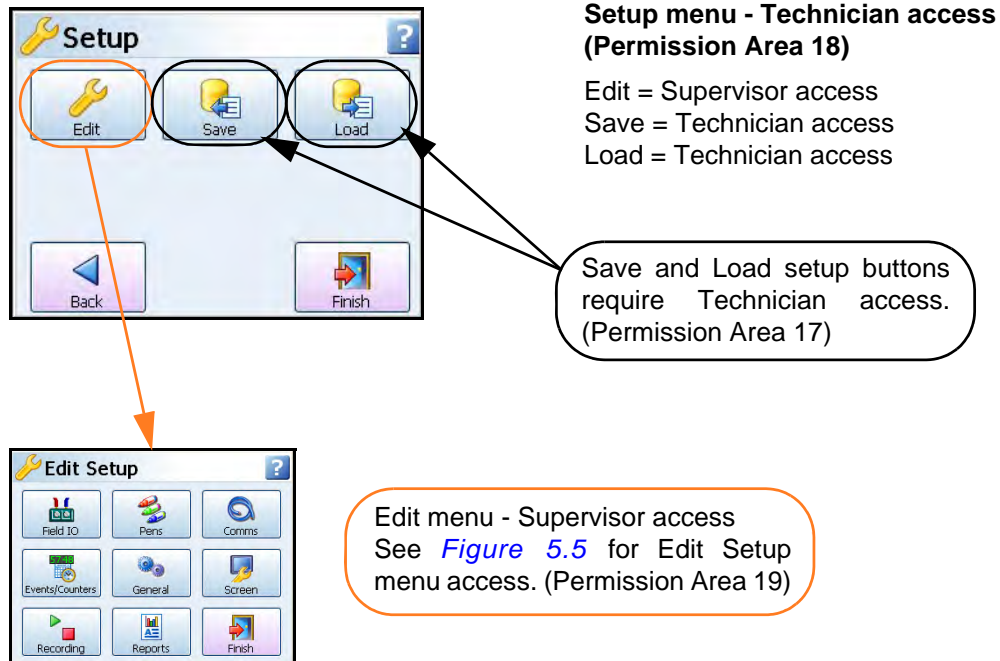 Setup
?
Edit
Save
Load
Back
Finish
Setup menu - Technician access
(Permission Area 18)
Edit = Supervisor access
Save = Technician access
Load = Technician access
Save and Load setup buttons
require Technician access.
(Permission Area 17)
Edit Setup
?
Field IO
Pens
Comms
Events/Counters
General
Screen
Recording
Reports
Finish
Edit menu - Supervisor access
See Figure 5.5 for Edit Setup
menu access. (Permission Area 19)